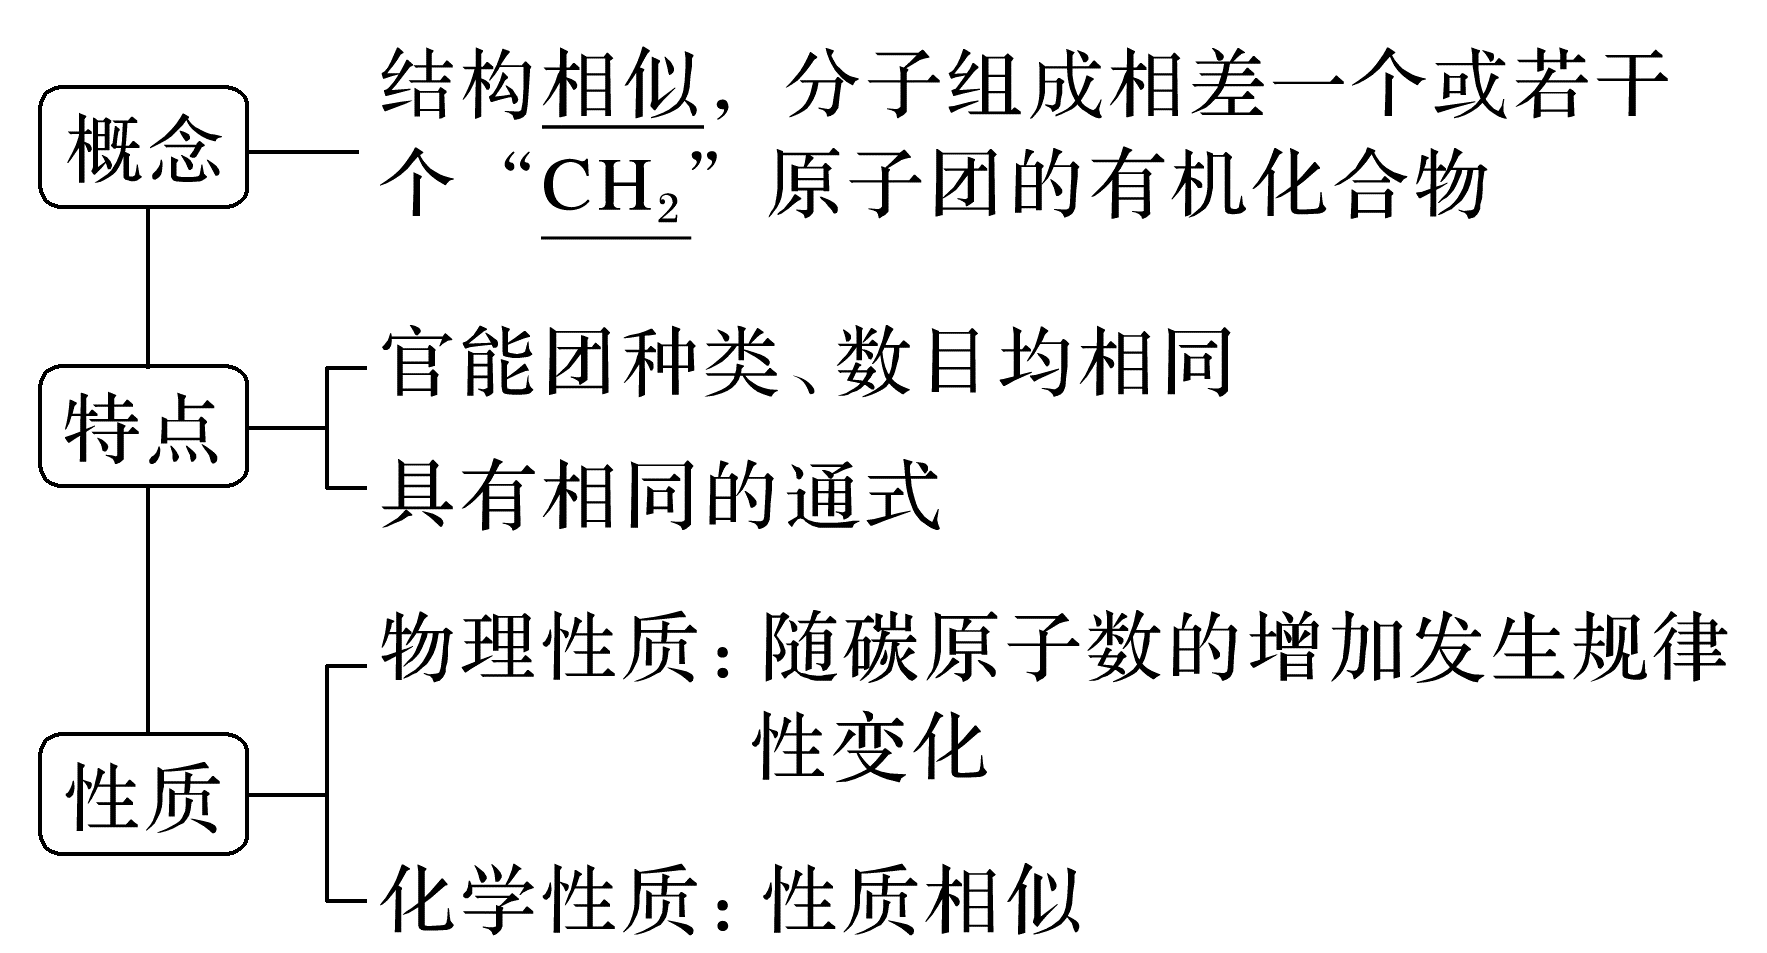 概念
结构相似，分子组成相差一个或若干
个“CH₂”原子团的有机化合物
特点
官能团种类、数目均相同
具有相同的通式
性质
物理性质：随碳原子数的增加发生规律
性变化
化学性质：性质相似